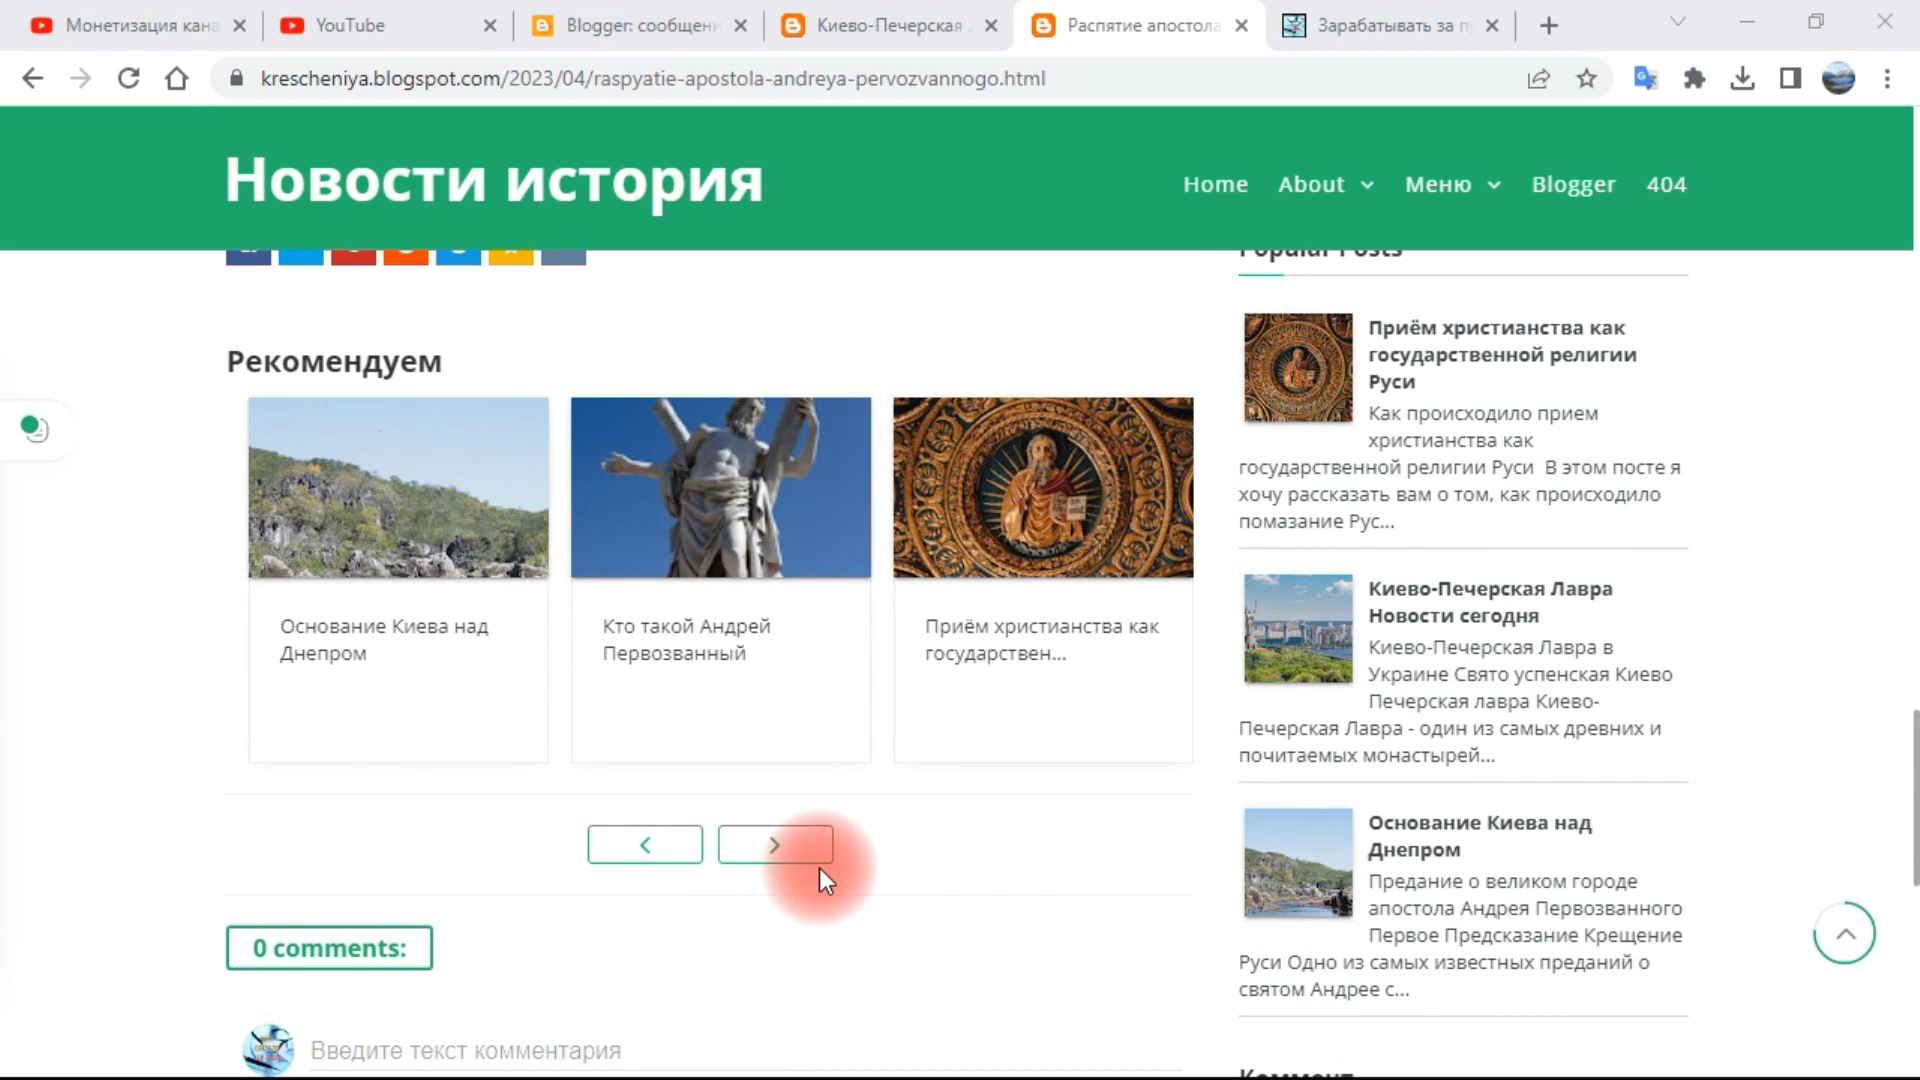 Монетизация кана
YouTube
Blogger: сообщени
Киево-Печерская
Распятие апостола
Зарабатывать за п
krescheniya.blogspot.com/2023/04/raspyatie-apostola-andreya-pervozvannogo.html
Новости история
Home
About
Меню
Blogger
404
Popular Posts
Рекомендуем
Основание Киева над
Днепром
Кто такой Андрей
Первозванный
Приём христианства как
государствен...
0 comments:
Введите текст комментария
Приём христианства как
государственной религии
Руси
Как происходило прием
христианства как
государственной религии Руси В этом посте я
хочу рассказать вам о том, как происходило
помазание Рус...
Киево-Печерская Лавра
Новости сегодня
Киево-Печерская Лавра в
Украине Свято успенская Киево
Печерская лавра Киево-
Печерская Лавра - один из самых древних и
почитаемых монастырей...
Основание Киева над
Днепром
Предание о великом городе
апостола Андрея Первозванного
Первое Предсказание Крещение
Руси Одно из самых известных преданий о
святом Андрее с...